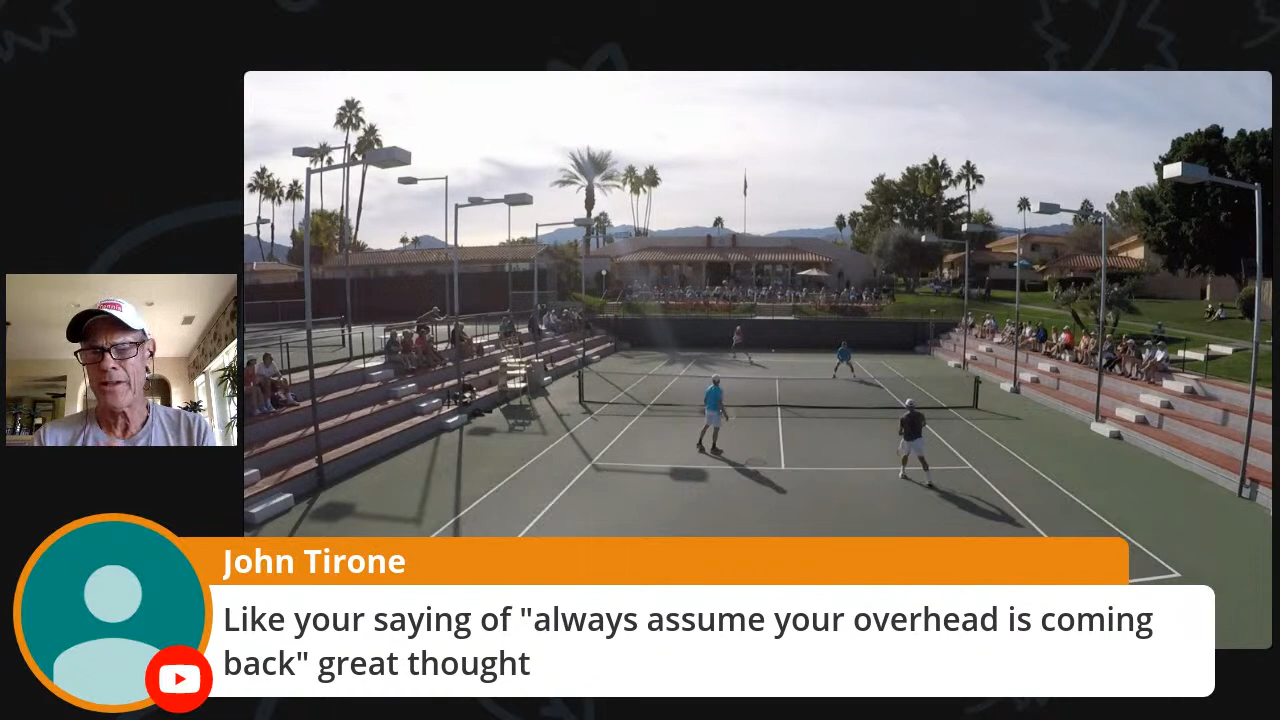 John Tirone
Like your saying of "always assume your overhead is coming
back" great thought